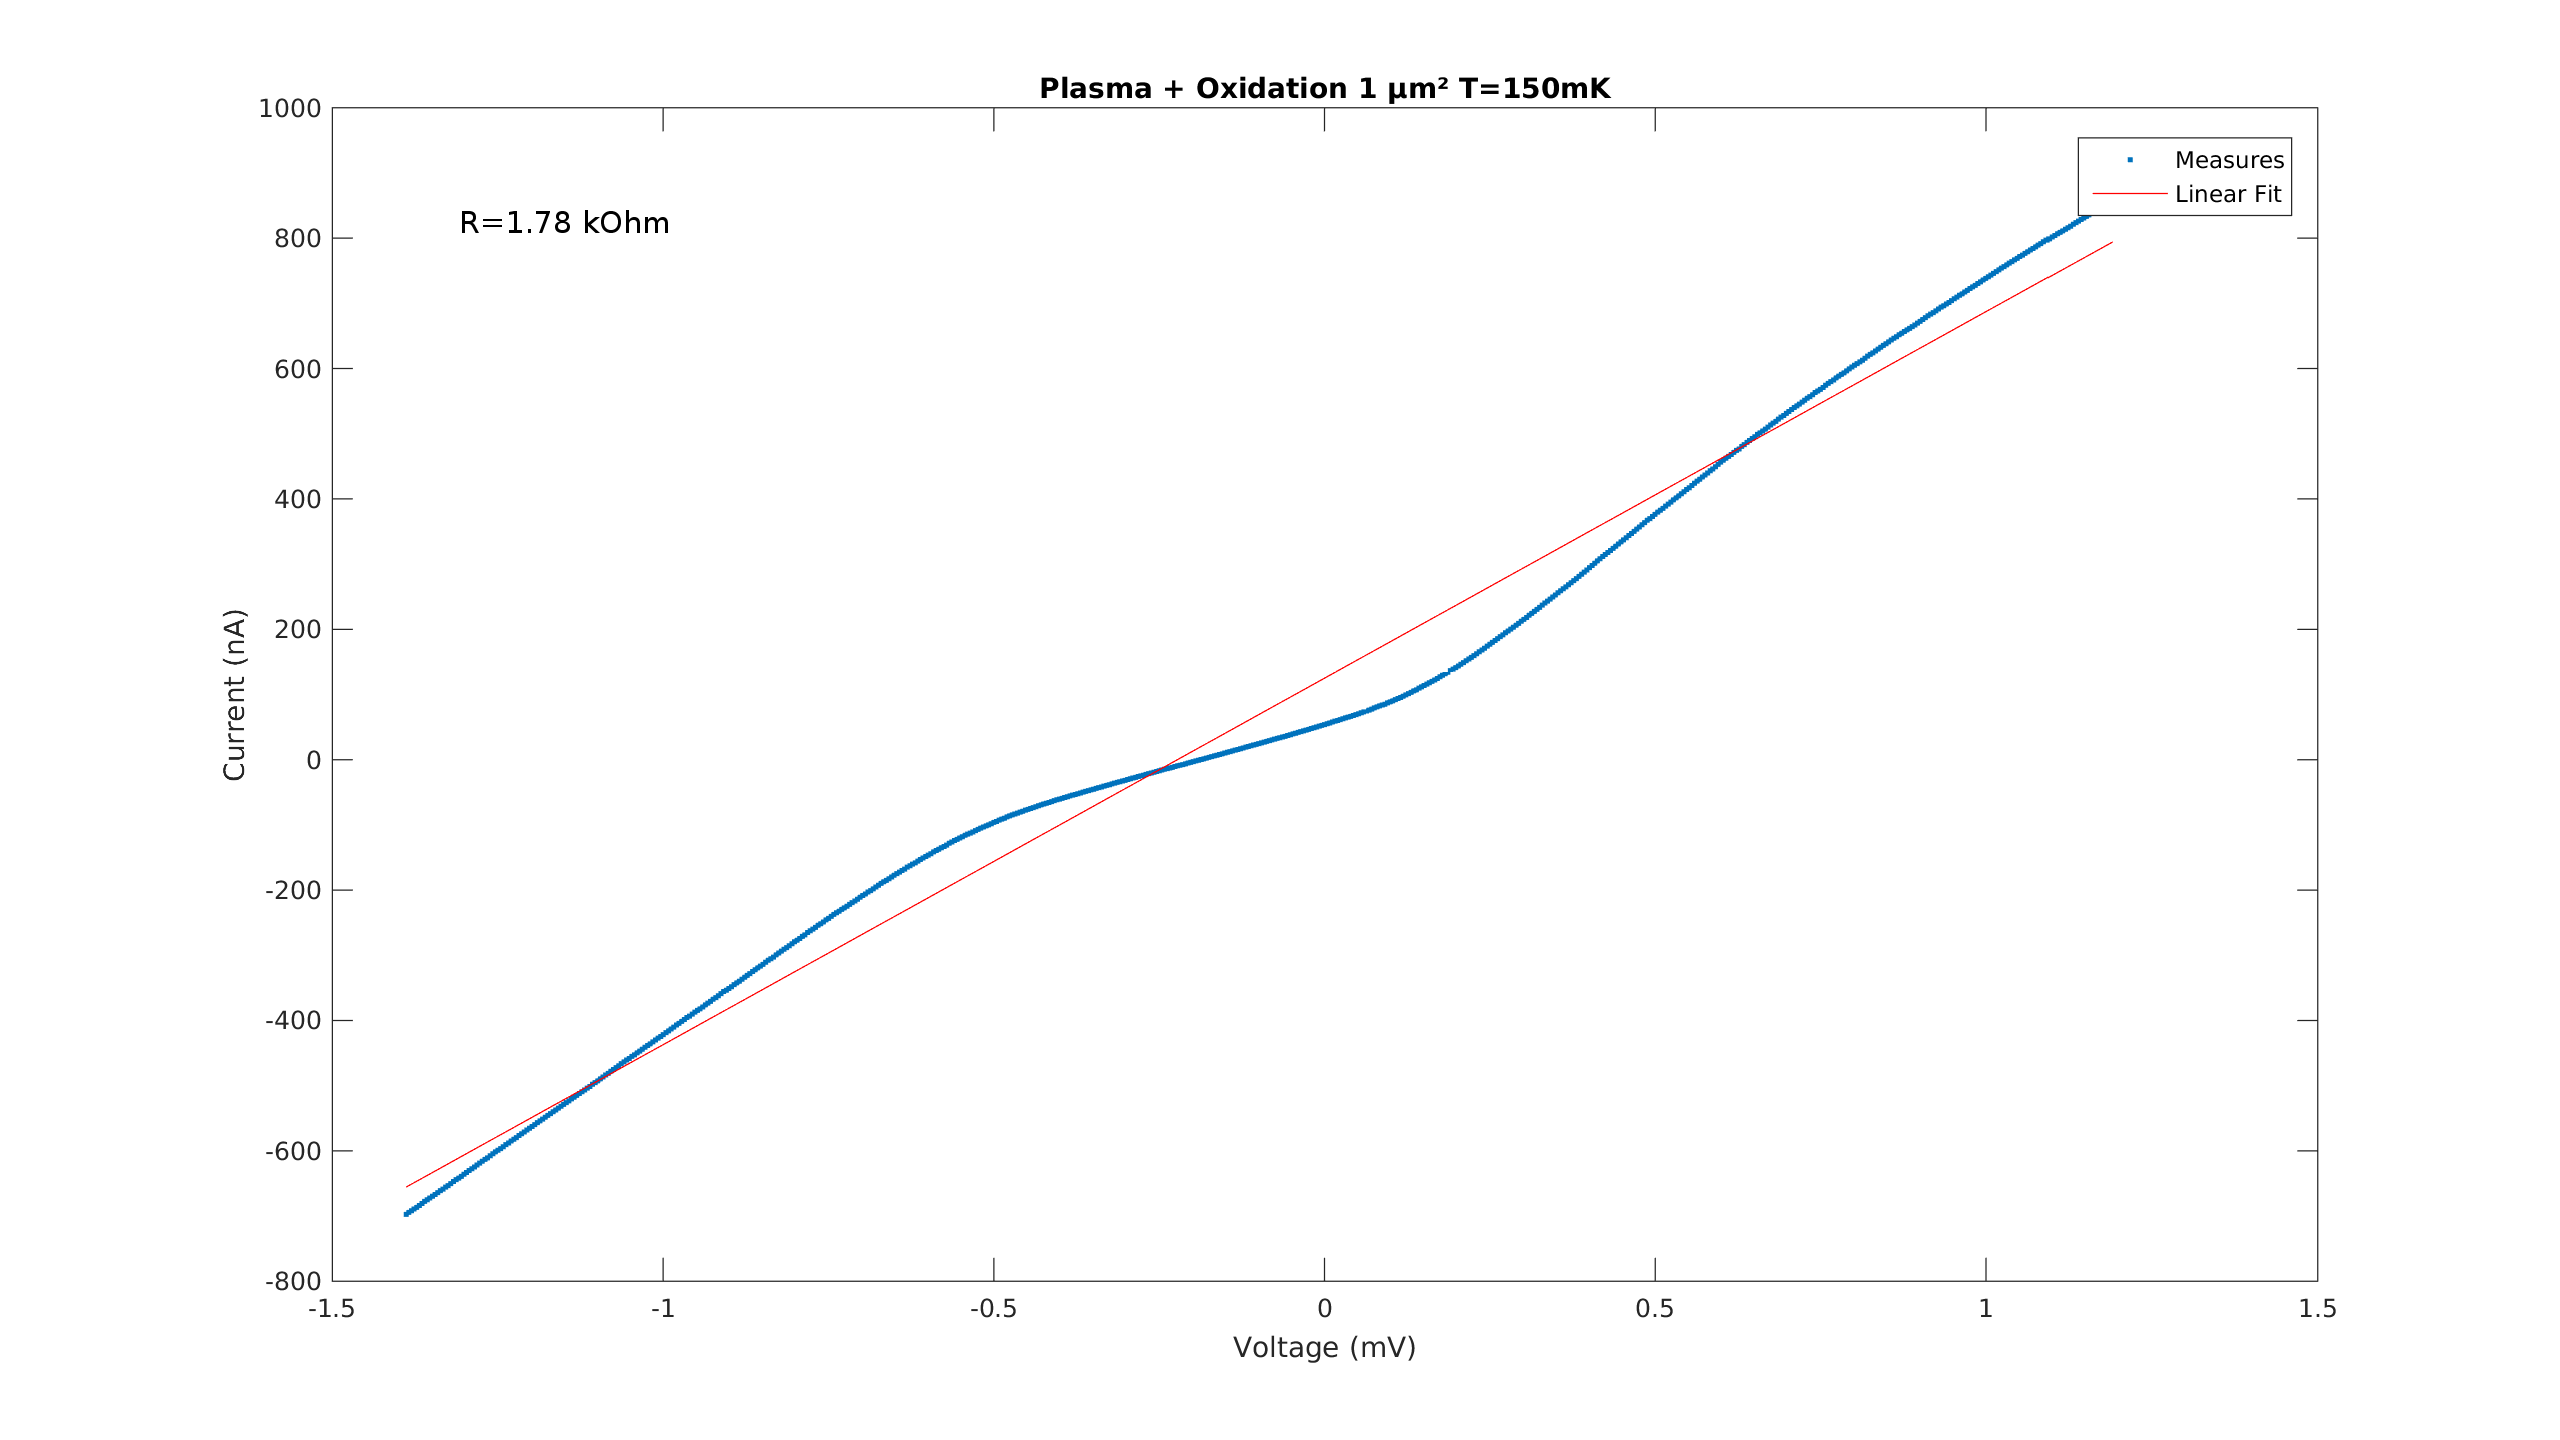 Plasma + Oxidation 1 µm² T=150mK
1000
800
600
400
200
0
-200
-400
-600
-800
Current (nA)
R=1.78 kOhm
Measures
Linear Fit
-1.5 -1 -0.5 0 0.5 1 1.5
Voltage (mV)